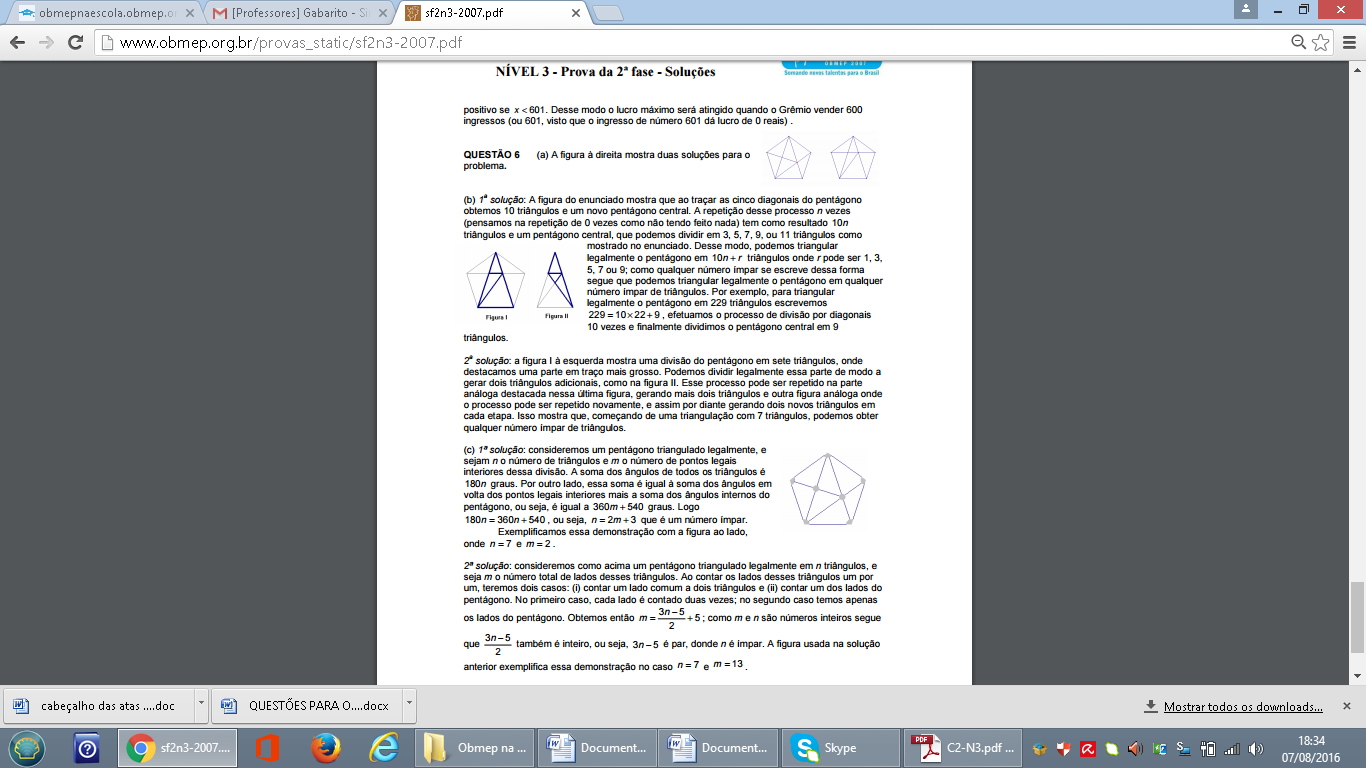 obmepnaescola.obmep.or
[Professores] Gabarito - Si
sf2n3-2007.pdf
www.obmep.org.br/provas_static/sf2n3-2007.pdf
NÍVEL 3 - Prova da 2ª fase - Soluções
OBMEP 2007
Somando novos talentos para o Brasil
positivo se x < 601. Desse modo o lucro máximo será atingido quando o Grêmio vender 600
ingressos (ou 601, visto que o ingresso de número 601 dá lucro de 0 reais) .
QUESTÃO 6 (a) A figura à direita mostra duas soluções para o
problema.
(b) 1ª solução: A figura do enunciado mostra que ao traçar as cinco diagonais do pentágono
obtemos 10 triângulos e um novo pentágono central. A repetição desse processo n vezes
(pensamos na repetição de 0 vezes como não tendo feito nada) tem como resultado 10n
triângulos e um pentágono central, que podemos dividir em 3, 5, 7, 9, ou 11 triângulos como
mostrado no enunciado. Desse modo, podemos triangular
legalmente o pentágono em 10n + r triângulos onde r pode ser 1, 3,
5, 7 ou 9; como qualquer número ímpar se escreve dessa forma
segue que podemos triangular legalmente o pentágono em qualquer
número ímpar de triângulos. Por exemplo, para triangular
legalmente o pentágono em 229 triângulos escrevemos
229 = 10×22 + 9 , efetuamos o processo de divisão por diagonais
10 vezes e finalmente dividimos o pentágono central em 9
triângulos.
Figura I
Figura II
2ª solução: a figura I à esquerda mostra uma divisão do pentágono em sete triângulos, onde
destacamos uma parte em traço mais grosso. Podemos dividir legalmente essa parte de modo a
gerar dois triângulos adicionais, como na figura II. Esse processo pode ser repetido na parte
análoga destacada nessa última figura, gerando mais dois triângulos e outra figura análoga onde
o processo pode ser repetido novamente, e assim por diante gerando dois novos triângulos em
cada etapa. Isso mostra que, começando de uma triangulação com 7 triângulos, podemos obter
qualquer número ímpar de triângulos.
(c) 1ª solução: consideremos um pentágono triangulado legalmente, e
sejam n o número de triângulos e m o número de pontos legais
interiores dessa divisão. A soma dos ângulos de todos os triângulos é
180n graus. Por outro lado, essa soma é igual à soma dos ângulos em
volta dos pontos legais interiores mais a soma dos ângulos internos do
pentágono, ou seja, é igual a 360m + 540 graus. Logo
180n = 360n + 540 , ou seja, n = 2m + 3 que é um número ímpar.
Exemplificamos essa demonstração com a figura ao lado,
onde n = 7 e m = 2 .
2ª solução: consideremos como acima um pentágono triangulado legalmente em n triângulos, e
seja m o número total de lados desses triângulos. Ao contar os lados desses triângulos um por
um, teremos dois casos: (i) contar um lado comum a dois triângulos e (ii) contar um dos lados do
pentágono. No primeiro caso, cada lado é contado duas vezes; no segundo caso temos apenas
os lados do pentágono. Obtemos então m = (3n − 5)/2 + 5 ; como m e n são números inteiros segue
que (3n − 5)/2 também é inteiro, ou seja, 3n − 5 é par, donde n é ímpar. A figura usada na solução
anterior exemplifica essa demonstração no caso n = 7 e m = 13 .
cabeçalho das atas ....doc
QUESTÕES PARA O....docx
Mostrar todos os downloads...
sf2n3-2007....
Obmep na ...
Document...
Document...
Skype
C2-N3.pdf ...
18:34
07/08/2016